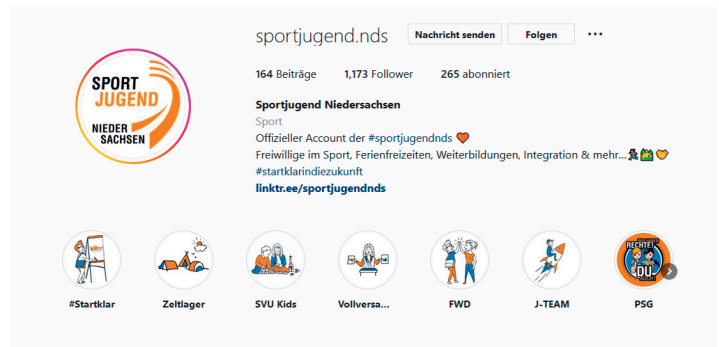 sportjugend.nds Nachricht senden Folgen
164 Beiträge 1,173 Follower 265 abonniert
Sportjugend Niedersachsen
Sport
Offizieller Account der #sportjugendnds 🧡
Freiwillige im Sport, Ferienfreizeiten, Weiterbildungen, Integration & mehr...
#startklarindiezukunft
linktr.ee/sportjugendnds
SPORT
JUGEND
NIEDER
SACHSEN
RECHTE!
&DU
#Startklar Zeltlager SVU Kids Vollversa... FWD J-TEAM PSG